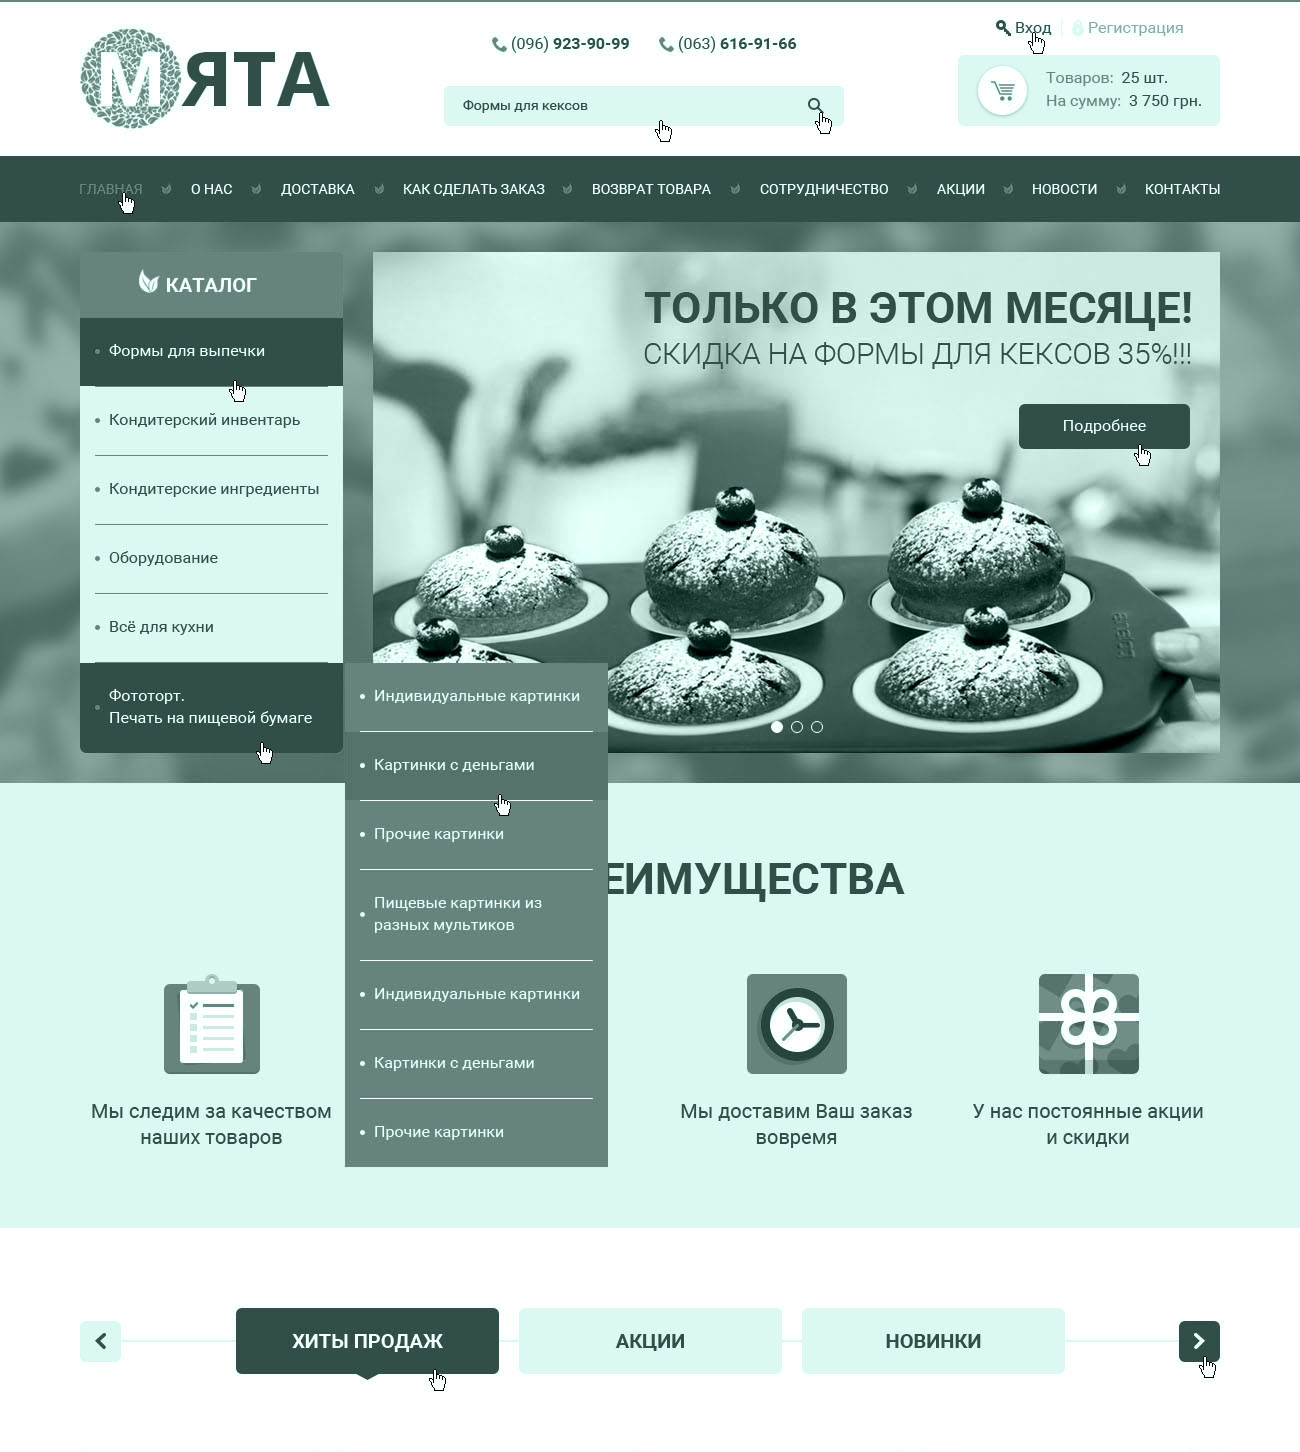 МЯТА
(096) 923-90-99
(063) 616-91-66
Вход
Регистрация
Формы для кексов
Товаров: 25 шт.
На сумму: 3 750 грн.
ГЛАВНАЯ
О НАС
ДОСТАВКА
КАК СДЕЛАТЬ ЗАКАЗ
ВОЗВРАТ ТОВАРА
СОТРУДНИЧЕСТВО
АКЦИИ
НОВОСТИ
КОНТАКТЫ
КАТАЛОГ
Формы для выпечки
Кондитерский инвентарь
Кондитерские ингредиенты
Оборудование
Всё для кухни
Фототорт.
Печать на пищевой бумаге
ТОЛЬКО В ЭТОМ МЕСЯЦЕ!
СКИДКА НА ФОРМЫ ДЛЯ КЕКСОВ 35%!!!
Подробнее
Индивидуальные картинки
Картинки с деньгами
Прочие картинки
Пищевые картинки из
разных мультиков
Индивидуальные картинки
Картинки с деньгами
Прочие картинки
ЕИМУЩЕСТВА
Мы следим за качеством
наших товаров
Мы доставим Ваш заказ
вовремя
У нас постоянные акции
и скидки
ХИТЫ ПРОДАЖ
АКЦИИ
НОВИНКИ